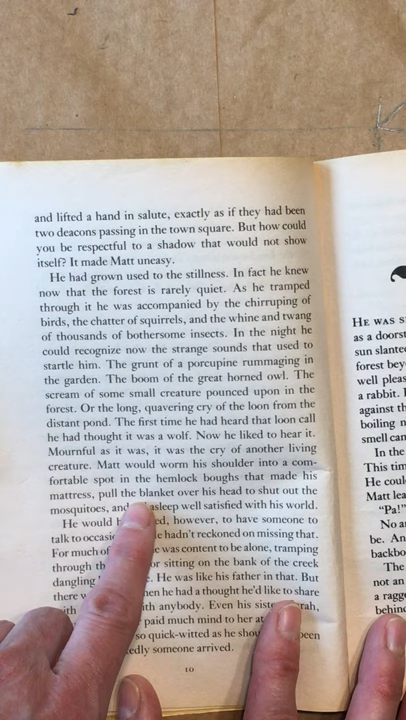 and lifted a hand in salute, exactly as if they had been
two deacons passing in the town square. But how could
you be respectful to a shadow that would not show
itself? It made Matt uneasy.
He had grown used to the stillness. In fact he knew
now that the forest is rarely quiet. As he tramped
through it he was accompanied by the chirruping of
birds, the chatter of squirrels, and the whine and twang
of thousands of bothersome insects. In the night he
could recognize now the strange sounds that used to
startle him. The grunt of a porcupine rummaging in
the garden. The boom of the great horned owl. The
scream of some small creature pounced upon in the
forest. Or the long, quavering cry of the loon from the
distant pond. The first time he had heard that loon call
he had thought it was a wolf. Now he liked to hear it.
Mournful as it was, it was the cry of another living
creature. Matt would worm his shoulder into a com-
fortable spot in the hemlock boughs that made his
mattress, pull the blanket over his head to shut out the
mosquitoes, and asleep well satisfied with his world.
He would ed, however, to have someone to
talk to e hadn't reckoned on missing that.
For much of e was content to be alone, tramping
through th or sitting on the bank of the creek
dangling e. He was like his father in that. But
there w hen he had a thought he'd like to share
with anybody. Even his siste
paid much mind to her at
so quick-witted as he been
edly someone arrived.
10
HE WAS S
as a doorst
sun slante
forest bey
well pleas
a rabbit.
against th
boiling
smell can
In the
This tim
He coul
Matt lea
"Pa!"
No a
be. An
backbo
The
not an
a ragg
behin